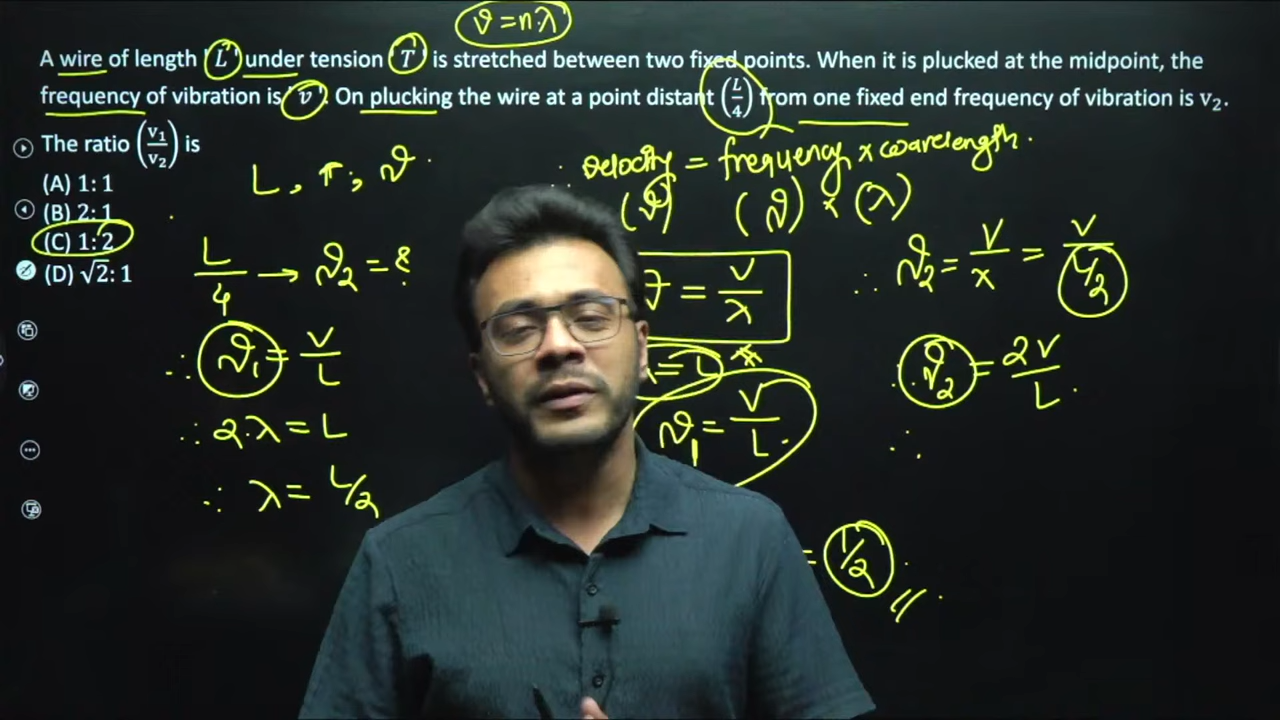 ϑ = n.λ
A wire of length 'L' under tension 'T' is stretched between two fixed points. When it is plucked at the midpoint, the
frequency of vibration is 'v'. On plucking the wire at a point distant (L/4) from one fixed end frequency of vibration is v₂.
The ratio (v₁/v₂) is
(A) 1: 1
(B) 2: 1
(C) 1: 2
(D) √2: 1
L, T, ϑ
L/4 → ϑ₂ = ?
∴ ϑ₁ = V/L
∴ 2.λ = L
∴ λ = L/2
∴ velocity = frequency × wavelength.
(ϑ) (ϑ) × (λ)
= V/λ
= L
ϑ₁ = V/L.
∴ ϑ₂ = V/x = V/L/2
∴ ϑ₂ = 2V/L.
∴
= 1/2 //